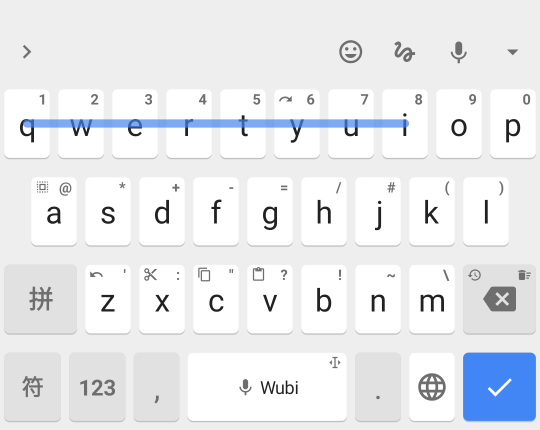 1 2 3 4 5 6 7 8 9 0
q w e r t y u i o p
@ * + - = / # ( )
a s d f g h j k l
' : " ? ! ~ \
拼 z x c v b n m
符 123 , Wubi .